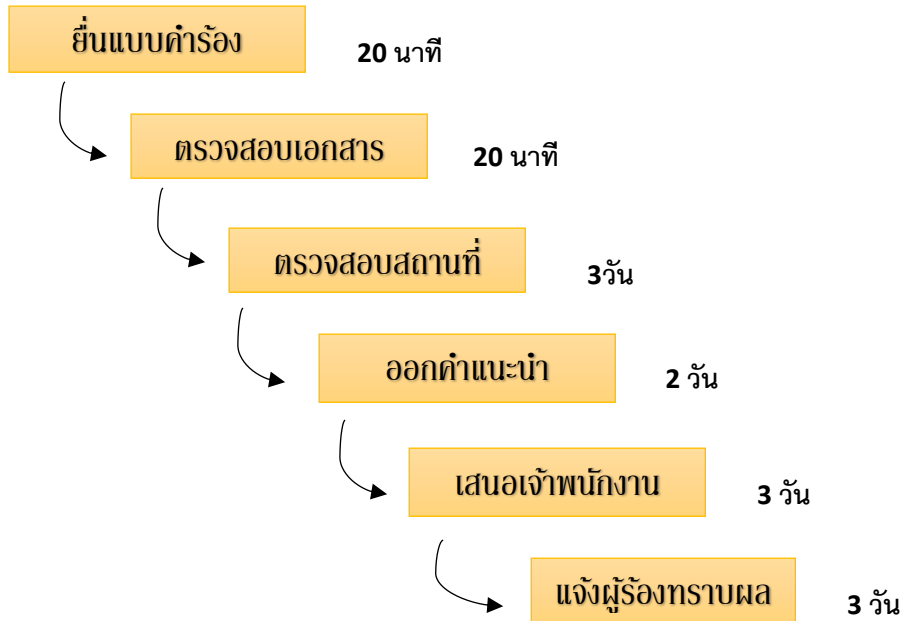 ยื่นแบบคำร้อง
20 นาที
ตรวจสอบเอกสาร
20 นาที
ตรวจสอบสถานที่
3วัน
ออกคำแนะนำ
2 วัน
เสนอเจ้าพนักงาน
3 วัน
แจ้งผู้ร้องทราบผล
3 วัน